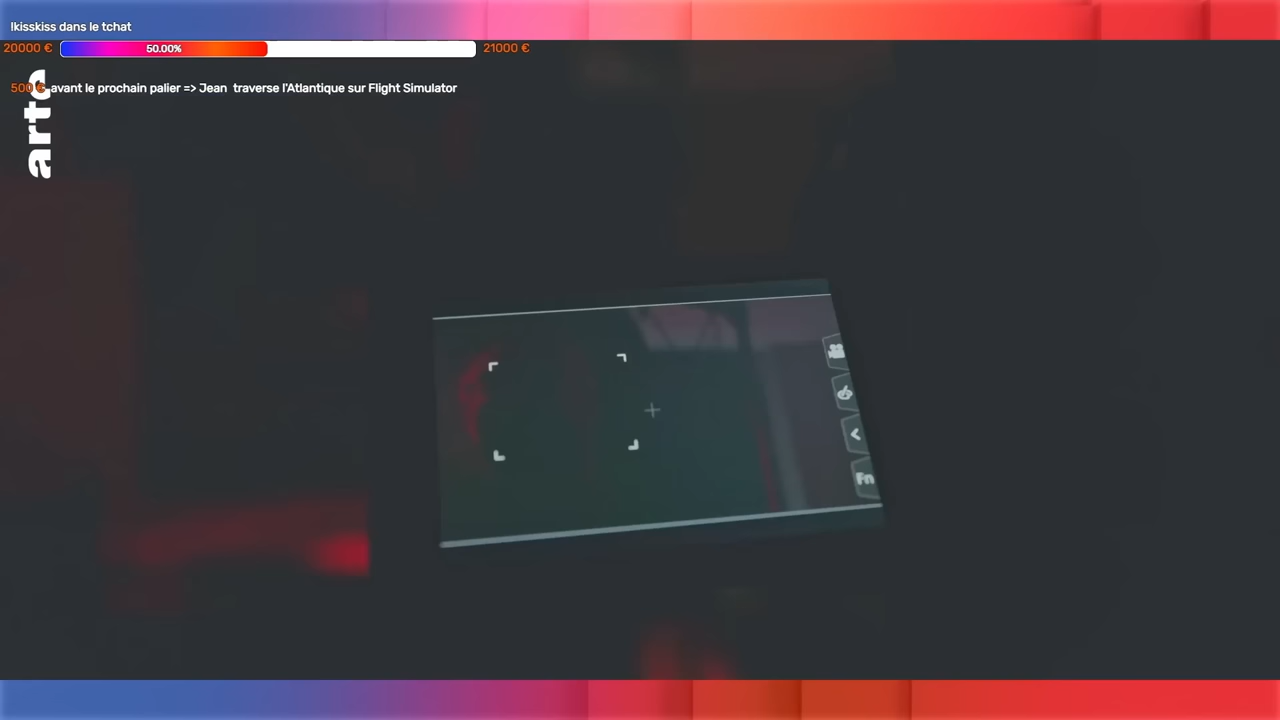 !kisskiss dans le tchat
20000 € 50.00% 21000 €
500 € avant le prochain palier => Jean traverse l'Atlantique sur Flight Simulator
arte
Fn